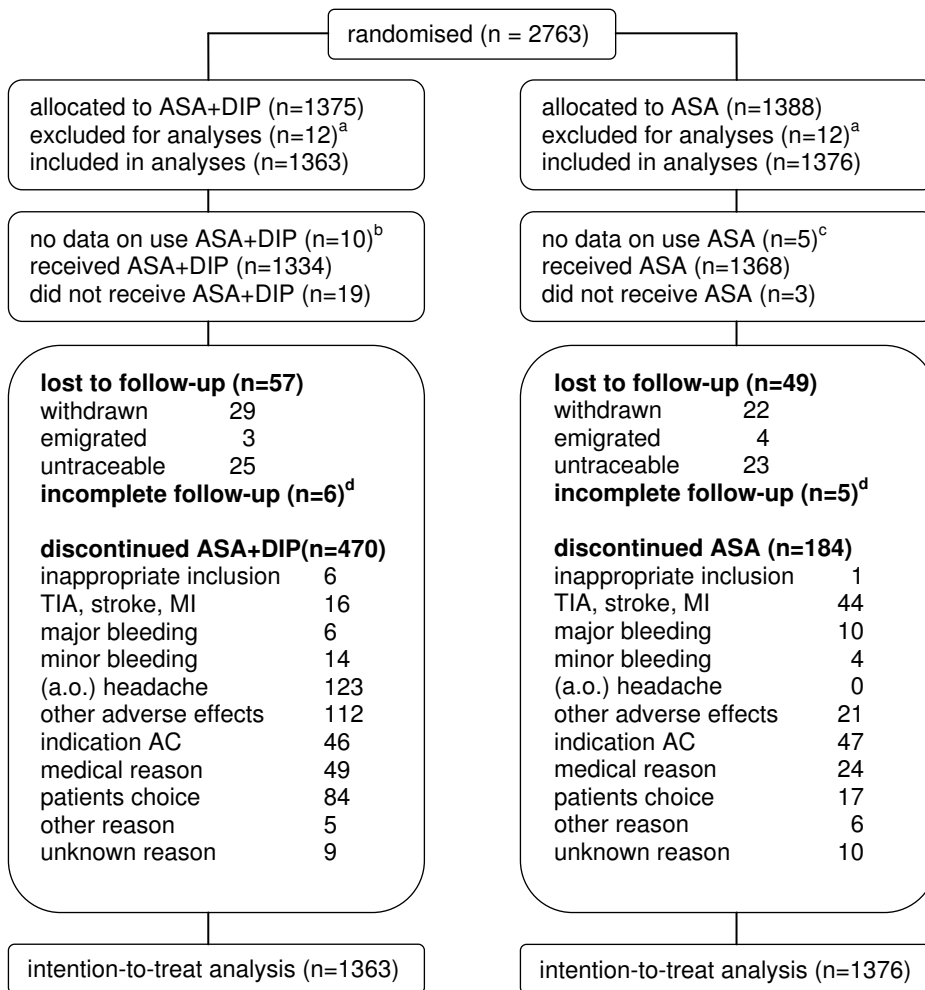 randomised (n = 2763)
allocated to ASA+DIP (n=1375)
excluded for analyses (n=12)a
included in analyses (n=1363)
no data on use ASA+DIP (n=10)b
received ASA+DIP (n=1334)
did not receive ASA+DIP (n=19)
lost to follow-up (n=57)
withdrawn 29
emigrated 3
untraceable 25
incomplete follow-up (n=6)d
discontinued ASA+DIP(n=470)
inappropriate inclusion 6
TIA, stroke, MI 16
major bleeding 6
minor bleeding 14
(a.o.) headache 123
other adverse effects 112
indication AC 46
medical reason 49
patients choice 84
other reason 5
unknown reason 9
intention-to-treat analysis (n=1363)
allocated to ASA (n=1388)
excluded for analyses (n=12)a
included in analyses (n=1376)
no data on use ASA (n=5)c
received ASA (n=1368)
did not receive ASA (n=3)
lost to follow-up (n=49)
withdrawn 22
emigrated 4
untraceable 23
incomplete follow-up (n=5)d
discontinued ASA (n=184)
inappropriate inclusion 1
TIA, stroke, MI 44
major bleeding 10
minor bleeding 4
(a.o.) headache 0
other adverse effects 21
indication AC 47
medical reason 24
patients choice 17
other reason 6
unknown reason 10
intention-to-treat analysis (n=1376)